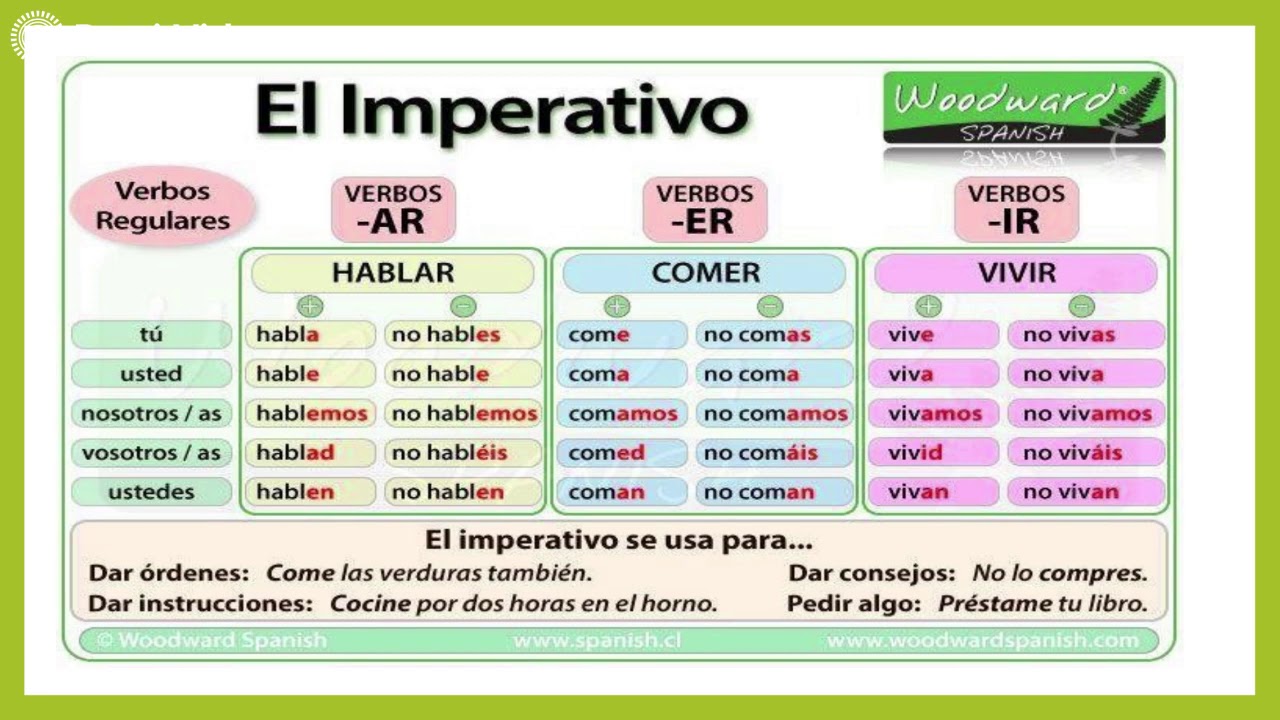 El Imperativo
Woodward®
SPANISH
Verbos
Regulares
VERBOS
-AR
VERBOS
-ER
VERBOS
-IR
HABLAR COMER VIVIR
+ − + − + −
tú habla no hables come no comas vive no vivas
usted hable no hable coma no coma viva no viva
nosotros / as hablemos no hablemos comamos no comamos vivamos no vivamos
vosotros / as hablad no habléis comed no comáis vivid no viváis
ustedes hablen no hablen coman no coman vivan no vivan
El imperativo se usa para...
Dar órdenes: Come las verduras también. Dar consejos: No lo compres.
Dar instrucciones: Cocine por dos horas en el horno. Pedir algo: Préstame tu libro.
© Woodward Spanish www.spanish.cl www.woodwardspanish.com